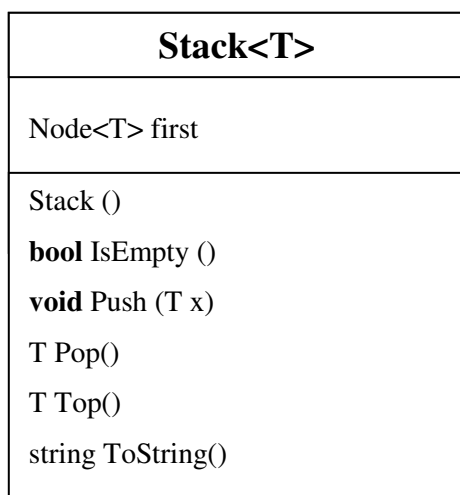 Stack<T>
Node<T> first
Stack ()
bool IsEmpty ()
void Push (T x)
T Pop()
T Top()
string ToString()